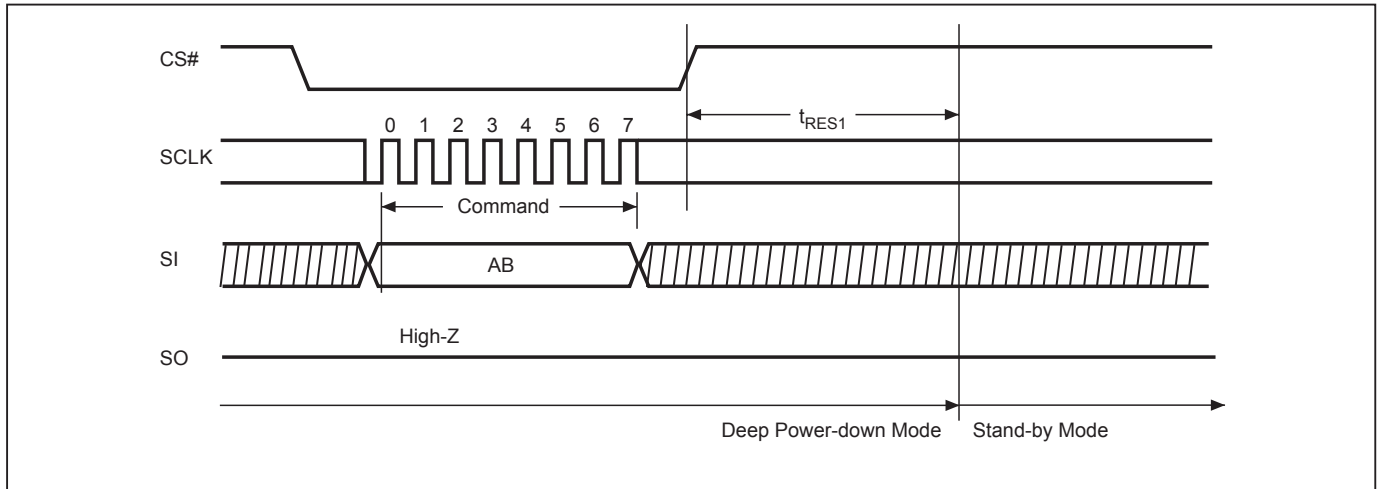 CS#
tRES1
0 1 2 3 4 5 6 7
SCLK
Command
SI
AB
High-Z
SO
Deep Power-down Mode Stand-by Mode